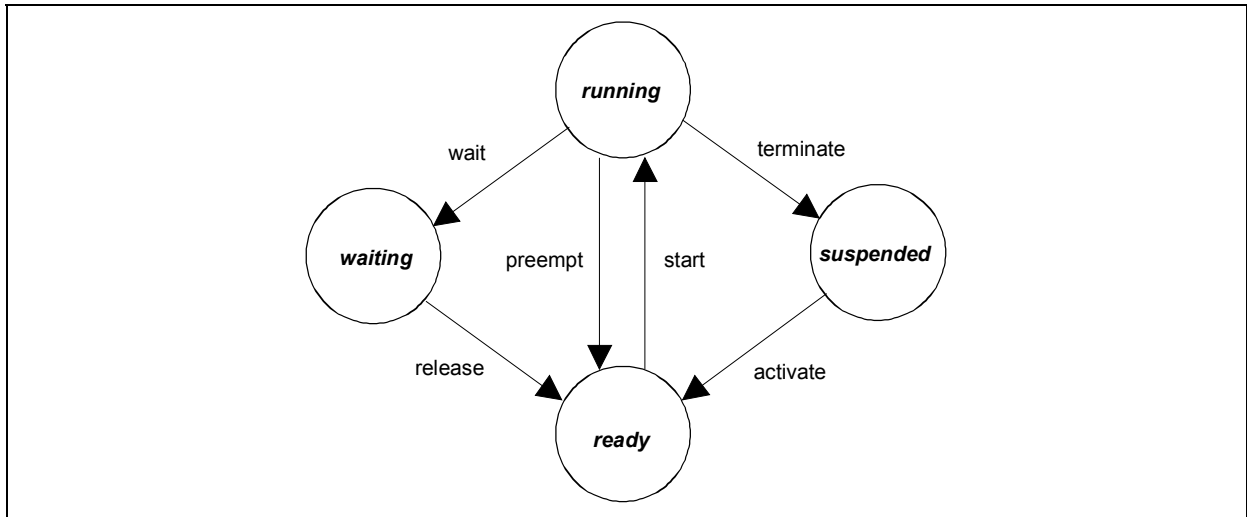 running
wait
terminate
waiting
preempt
start
suspended
release
activate
ready